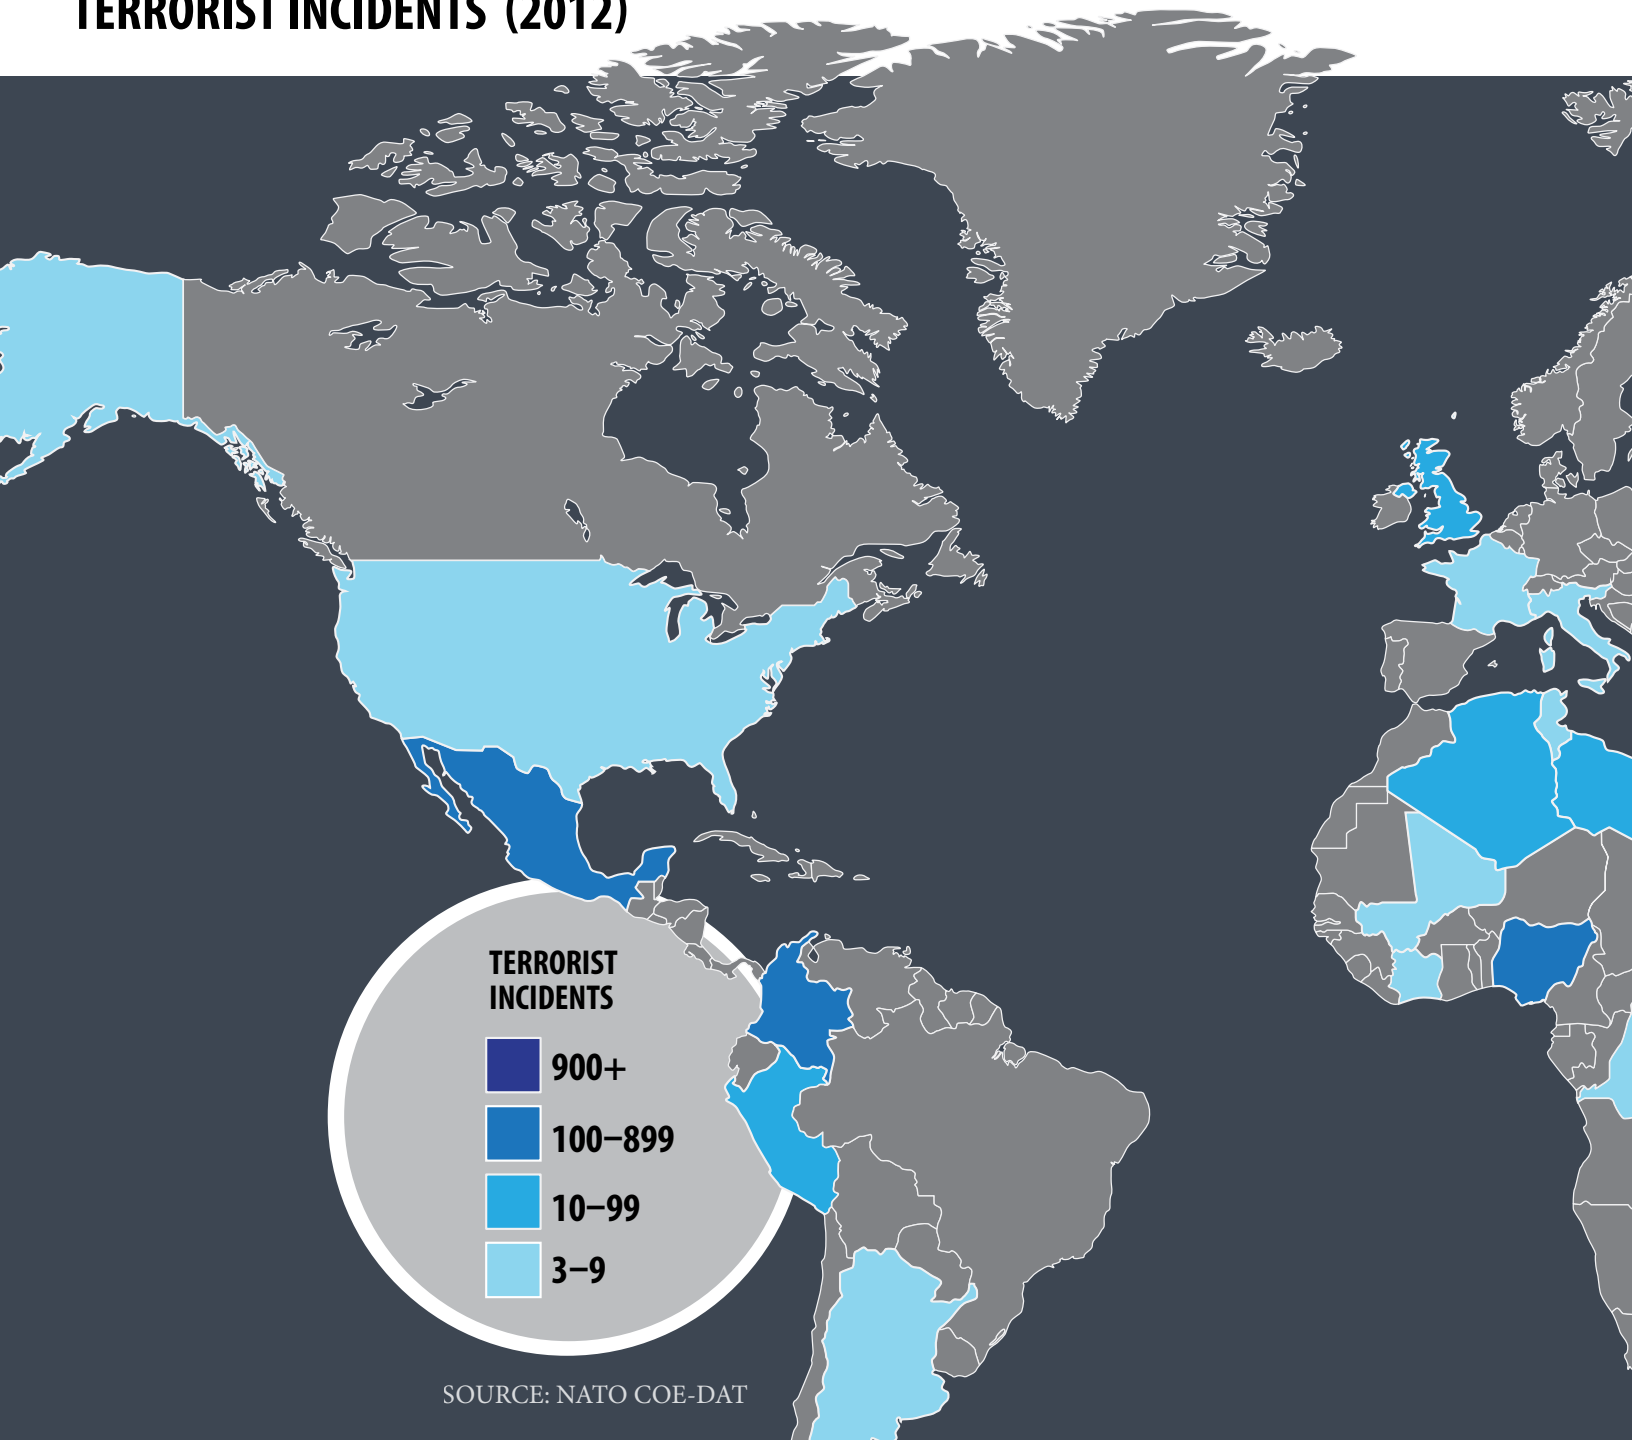 TERRORIST INCIDENTS (2012)
TERRORIST
INCIDENTS
900+
100–899
10–99
3–9
SOURCE: NATO COE-DAT